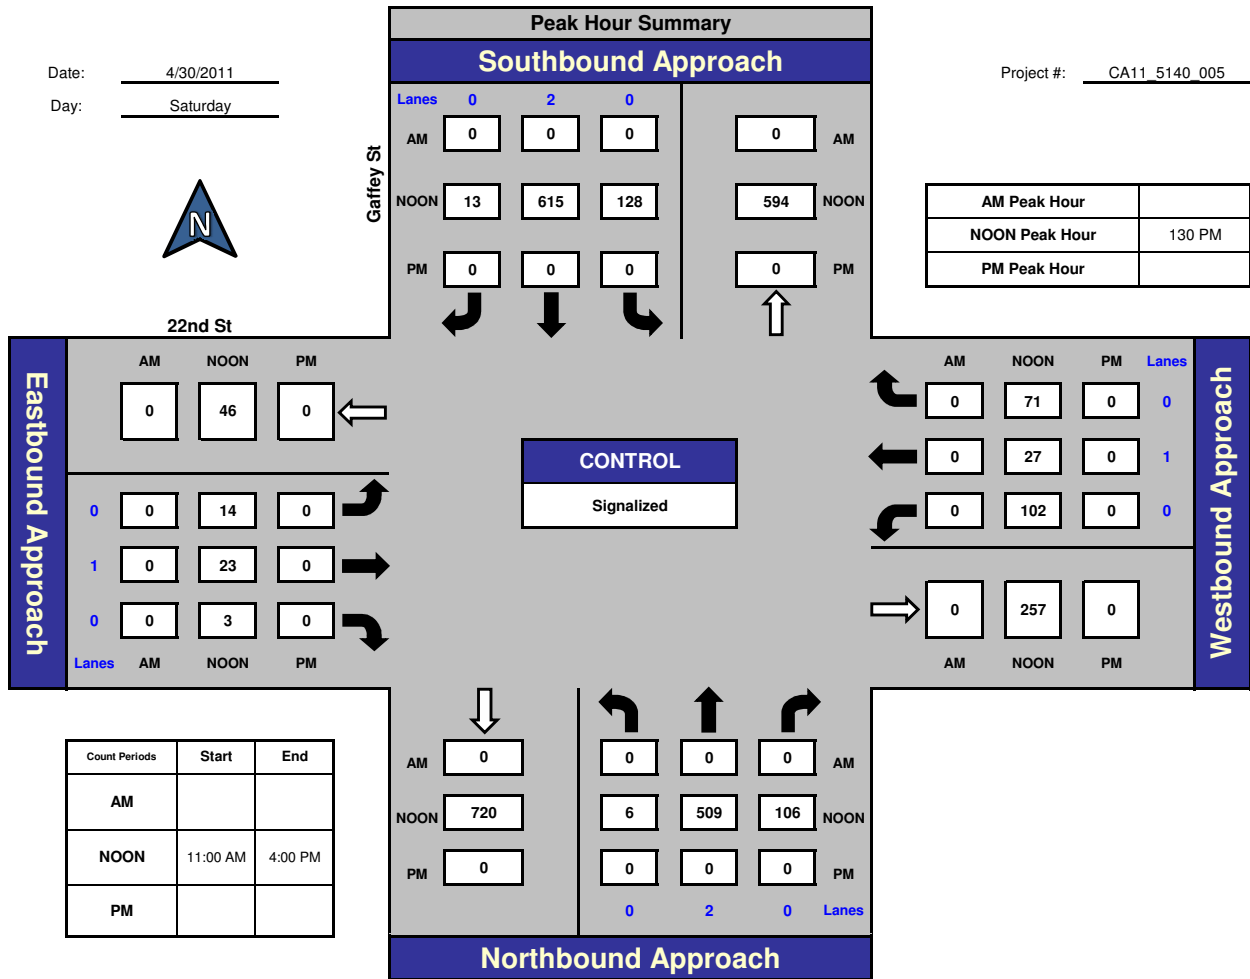 Peak Hour Summary
Southbound Approach
Date: 4/30/2011
Day: Saturday
Project #: CA11_5140_005
Gaffey St
Lanes 0 2 0
AM 0 0 0 0 AM
NOON 13 615 128 594 NOON
PM 0 0 0 0 PM
N
AM Peak Hour
NOON Peak Hour 130 PM
PM Peak Hour
22nd St
Eastbound Approach
AM NOON PM
0 46 0
0 0 14 0
1 0 23 0
0 0 3 0
Lanes AM NOON PM
CONTROL
Signalized
AM NOON PM Lanes
0 71 0 0
0 27 0 1
0 102 0 0
0 257 0
AM NOON PM
Westbound Approach
Count Periods Start End
AM
NOON 11:00 AM 4:00 PM
PM
AM 0 0 0 0 AM
NOON 720 6 509 106 NOON
PM 0 0 0 0 PM
0 2 0 Lanes
Northbound Approach